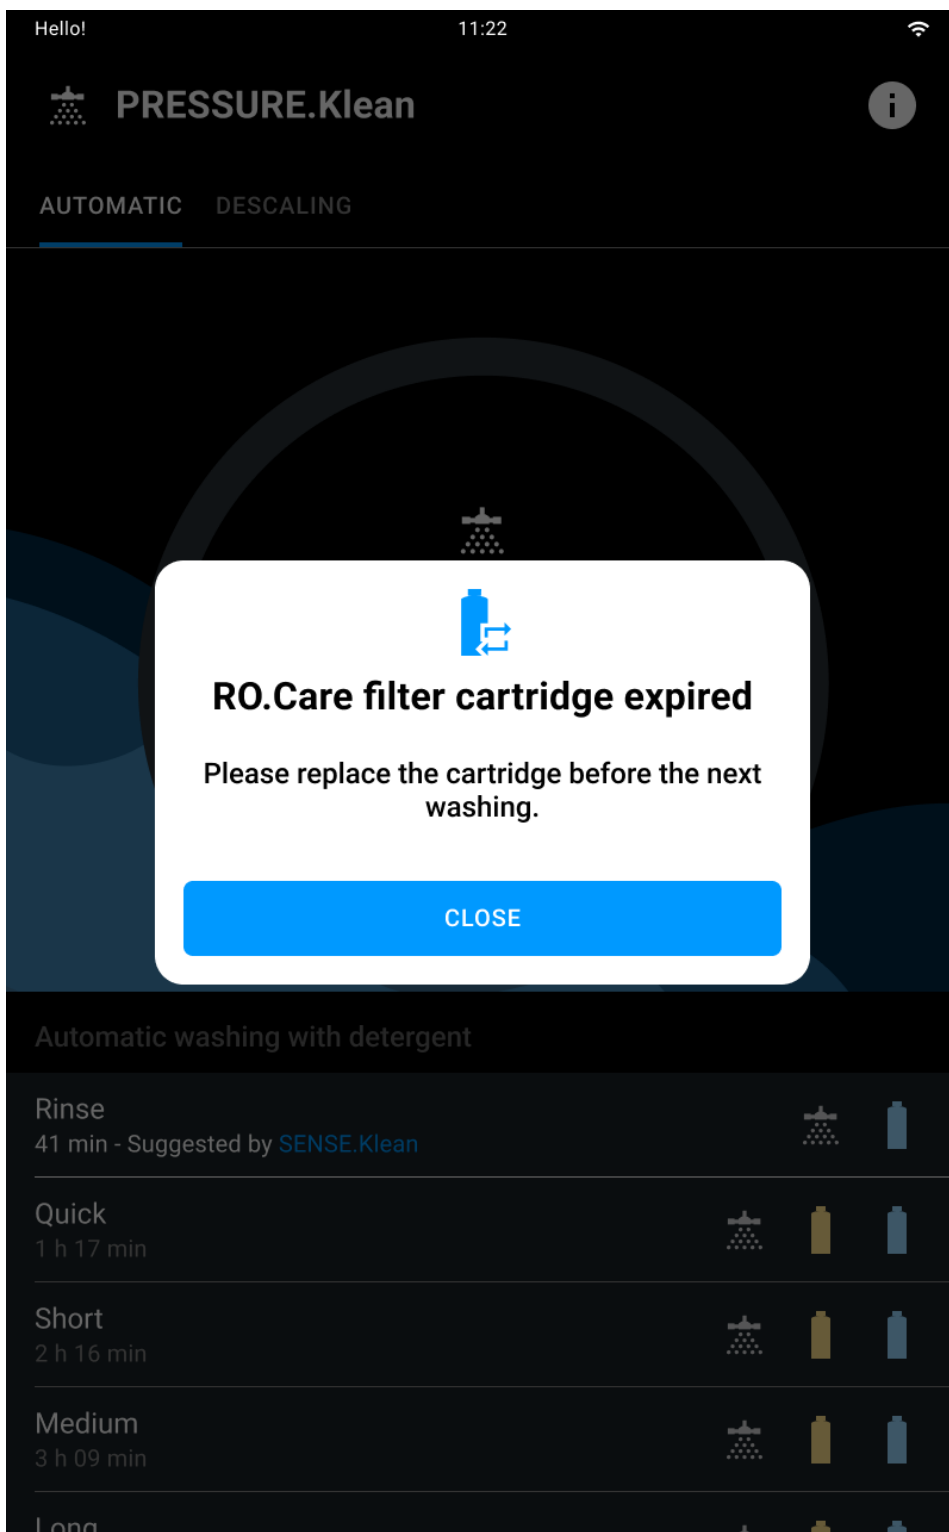 Hello!
11:22
PRESSURE.Klean
AUTOMATIC
DESCALING
RO.Care filter cartridge expired
Please replace the cartridge before the next
washing.
CLOSE
Automatic washing with detergent
Rinse
41 min - Suggested by SENSE.Klean
Quick
1 h 17 min
Short
2 h 16 min
Medium
3 h 09 min
Long